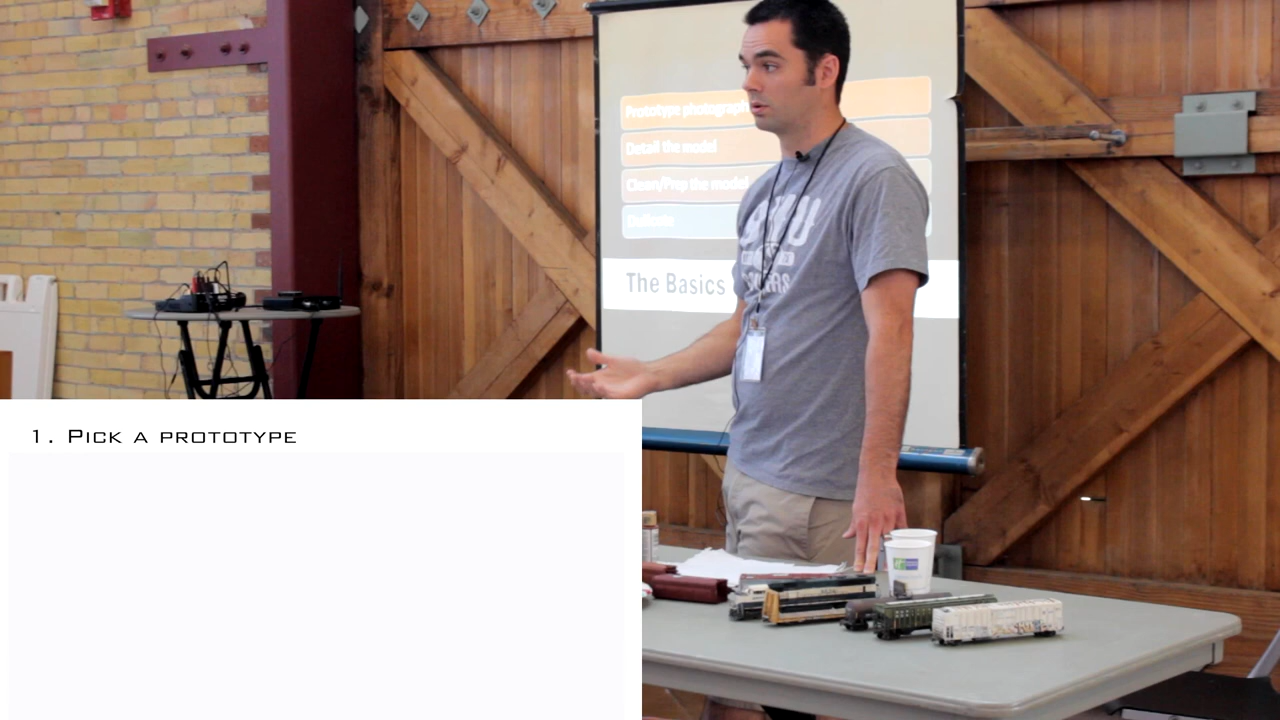 Prototype photograph
Detail the model
Clean/Prep the model
The Basics
1. Pick a prototype